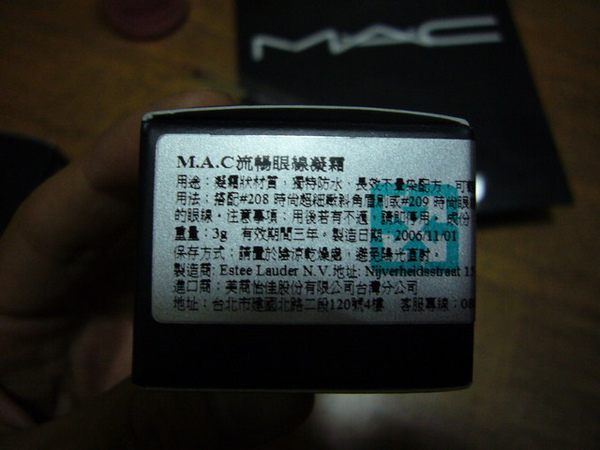 MAC
M.A.C流暢眼線凝霜
用途:凝霜狀材質,獨特防水,長效不暈染配方,可
用法:搭配#208 時尚超細緻斜角眉刷或#209 時尚
的眼線。注意事項:用後若有不適,請即停用。成份
重量:3g 有效期間三年。製造日期:2006/11/01
保存方式:請置於陰涼乾燥處,避免陽光直射。
製造商: Estee Lauder N.V.地址: Nijverheidsstraat 15
進口商:美商怡佳股份有限公司台灣分公司
地址:台北市建國北路二段120號4樓 客服專線:08